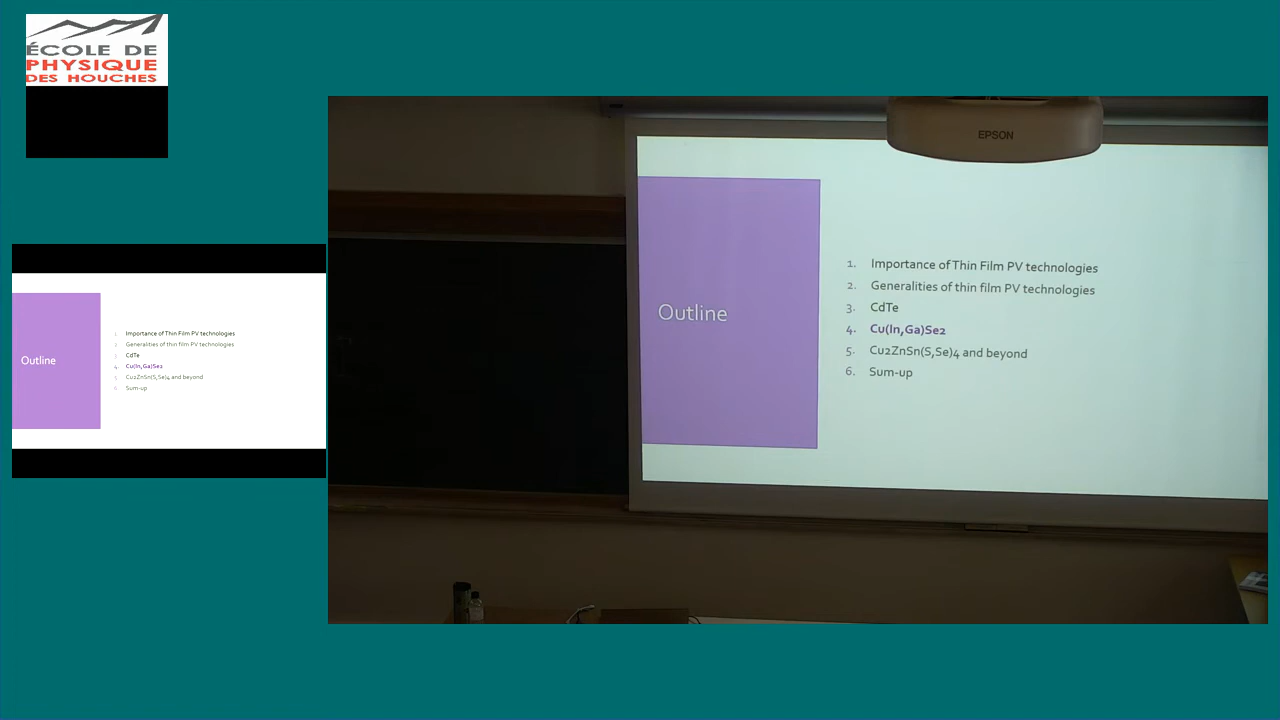 ÉCOLE DE
PHYSIQUE
DES HOUCHES
EPSON
Outline
1. Importance of Thin Film PV technologies
2. Generalities of thin film PV technologies
3. CdTe
4. Cu(In,Ga)Se2
5. Cu2ZnSn(S,Se)4 and beyond
6. Sum-up
Outline
1. Importance of Thin Film PV technologies
2. Generalities of thin film PV technologies
3. CdTe
4. Cu(In,Ga)Se2
5. Cu2ZnSn(S,Se)4 and beyond
6. Sum-up